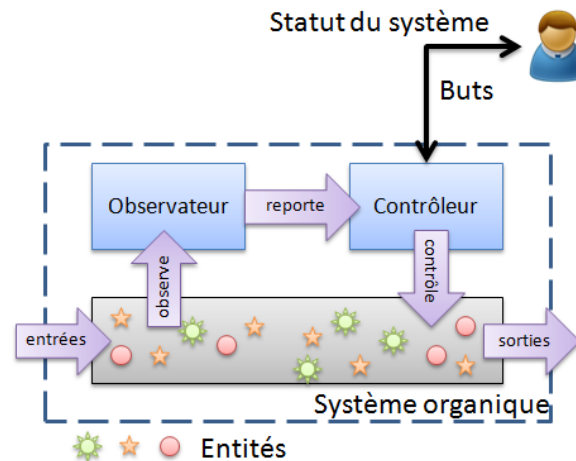 Statut du système
Buts
Observateur
reporte
Contrôleur
observe
contrôle
entrées
sorties
Système organique
Entités